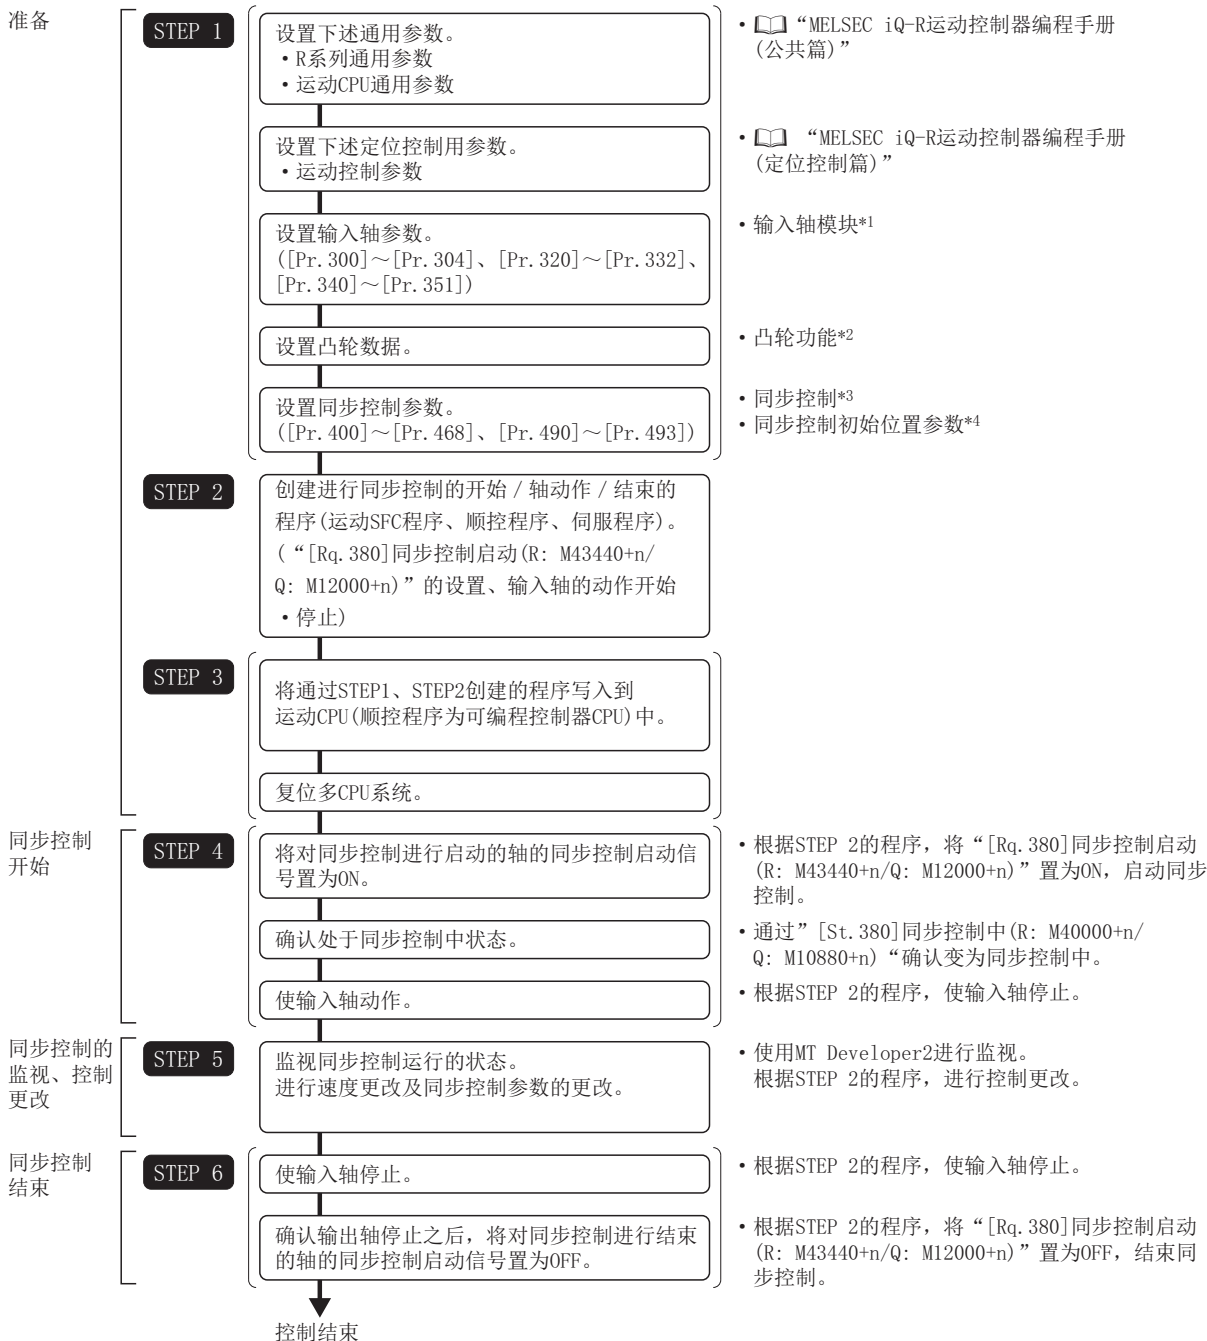 准备
STEP 1
设置下述通用参数。
・R系列通用参数
・运动CPU通用参数
・“MELSEC iQ-R运动控制器编程手册
(公共篇)”
设置下述定位控制用参数。
・运动控制参数
・ “MELSEC iQ-R运动控制器编程手册
(定位控制篇)”
设置输入轴参数。
([Pr.300]～[Pr.304]、[Pr.320]～[Pr.332]、
[Pr.340]～[Pr.351])
・输入轴模块*1
设置凸轮数据。
・凸轮功能*2
设置同步控制参数。
([Pr.400]～[Pr.468]、[Pr.490]～[Pr.493])
・同步控制*3
・同步控制初始位置参数*4
STEP 2
创建进行同步控制的开始／轴动作／结束的
程序(运动SFC程序、顺控程序、伺服程序)。
(“[Rq.380]同步控制启动(R: M43440+n/
Q: M12000+n)”的设置、输入轴的动作开始
・停止)
STEP 3
将通过STEP1、STEP2创建的程序写入到
运动CPU(顺控程序为可编程控制器CPU)中。
复位多CPU系统。
同步控制
开始
STEP 4
将对同步控制进行启动的轴的同步控制启动信
号置为ON。
・根据STEP 2的程序，将“[Rq.380]同步控制启动
(R: M43440+n/Q: M12000+n)”置为ON，启动同步
控制。
确认处于同步控制中状态。
・通过”[St.380]同步控制中(R: M40000+n/
Q: M10880+n)“确认变为同步控制中。
使输入轴动作。
・根据STEP 2的程序，使输入轴停止。
同步控制的
监视、控制
更改
STEP 5
监视同步控制运行的状态。
进行速度更改及同步控制参数的更改。
・使用MT Developer2进行监视。
根据STEP 2的程序，进行控制更改。
同步控制
结束
STEP 6
使输入轴停止。
・根据STEP 2的程序，使输入轴停止。
确认输出轴停止之后，将对同步控制进行结束
的轴的同步控制启动信号置为OFF。
・根据STEP 2的程序，将“[Rq.380]同步控制启动
(R: M43440+n/Q: M12000+n)”置为OFF，结束同
步控制。
控制结束